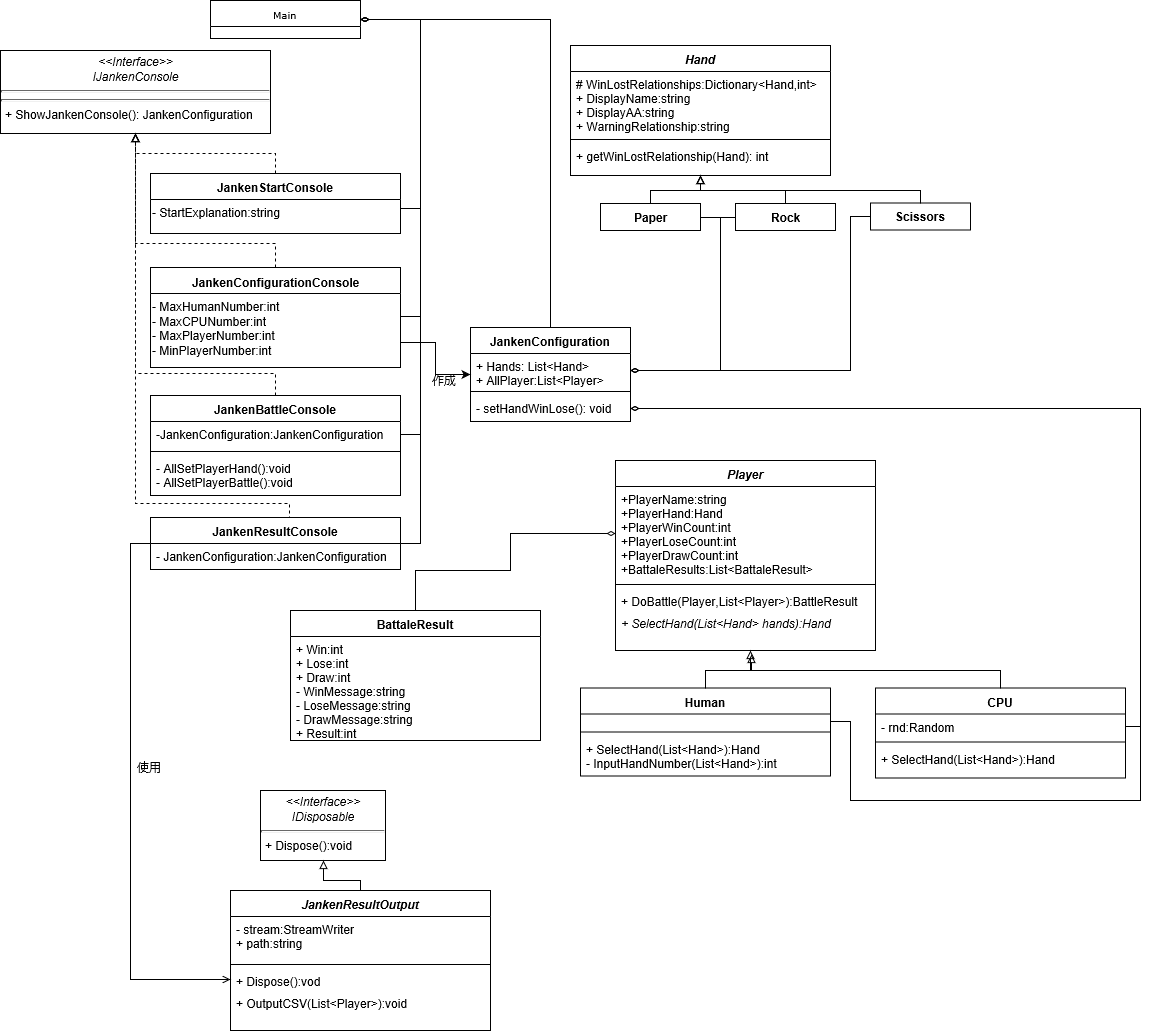 Main
<<Interface>>
IJankenConsole
+ ShowJankenConsole(): JankenConfiguration
Hand
# WinLostRelationships:Dictionary<Hand,int>
+ DisplayName:string
+ DisplayAA:string
+ WarningRelationship:string
+ getWinLostRelationship(Hand): int
Paper
Rock
Scissors
JankenStartConsole
- StartExplanation:string
JankenConfigurationConsole
- MaxHumanNumber:int
- MaxCPUNumber:int
- MaxPlayerNumber:int
- MinPlayerNumber:int
作成
JankenConfiguration
+ Hands: List<Hand>
+ AllPlayer:List<Player>
- setHandWinLose(): void
JankenBattleConsole
-JankenConfiguration:JankenConfiguration
- AllSetPlayerHand():void
- AllSetPlayerBattle():void
JankenResultConsole
- JankenConfiguration:JankenConfiguration
Player
+PlayerName:string
+PlayerHand:Hand
+PlayerWinCount:int
+PlayerLoseCount:int
+PlayerDrawCount:int
+BattaleResults:List<BattaleResult>
+ DoBattle(Player,List<Player>):BattleResult
+ SelectHand(List<Hand> hands):Hand
BattaleResult
+ Win:int
+ Lose:int
+ Draw:int
- WinMessage:string
- LoseMessage:string
- DrawMessage:string
+ Result:int
Human
+ SelectHand(List<Hand>):Hand
- InputHandNumber(List<Hand>):int
CPU
- rnd:Random
+ SelectHand(List<Hand>):Hand
使用
<<Interface>>
IDisposable
+ Dispose():void
JankenResultOutput
- stream:StreamWriter
+ path:string
+ Dispose():vod
+ OutputCSV(List<Player>):void